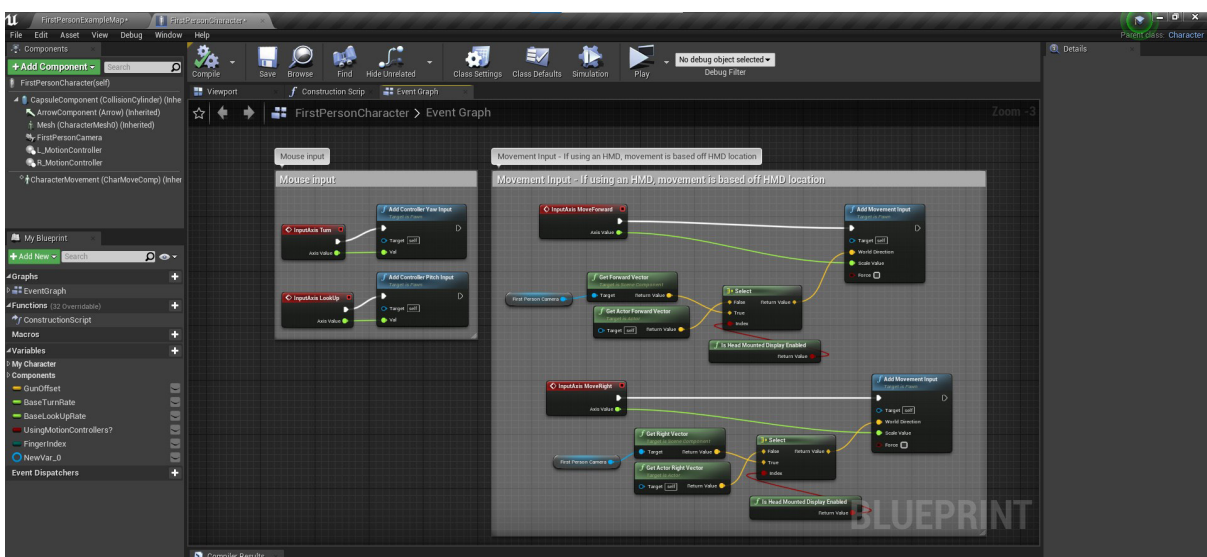 FirstPersonExampleMap•
FirstPersonCharacter•
File Edit Asset View Debug Window Help
Parent class: Character
Components
+ Add Component
Search
FirstPersonCharacter(self)
CapsuleComponent (CollisionCylinder) (Inhe
ArrowComponent (Arrow) (Inherited)
Mesh (CharacterMesh0) (Inherited)
FirstPersonCamera
L_MotionController
R_MotionController
CharacterMovement (CharMoveComp) (Inher
My Blueprint
+ Add New
Search
Graphs
EventGraph
Functions (32 Overridable)
ConstructionScript
Macros
Variables
My Character
Components
GunOffset
BaseTurnRate
BaseLookUpRate
UsingMotionControllers?
FingerIndex
NewVar_0
Event Dispatchers
Compile Save Browse Find Hide Unrelated Class Settings Class Defaults Simulation Play
No debug object selected
Debug Filter
Viewport Construction Scrip Event Graph
FirstPersonCharacter > Event Graph
Zoom -3
Mouse input
Mouse input
InputAxis Turn
Axis Value
Add Controller Yaw Input
Target is Pawn
Target self
Val
InputAxis LookUp
Axis Value
Add Controller Pitch Input
Target is Pawn
Target self
Val
Movement Input - If using an HMD, movement is based off HMD location
Movement Input - If using an HMD, movement is based off HMD location
InputAxis MoveForward
Axis Value
Add Movement Input
Target is Pawn
Target self
World Direction
Scale Value
Force
First Person Camera
Get Forward Vector
Target is Scene Component
Target Return Value
Get Actor Forward Vector
Target is Actor
Target self Return Value
Select
False Return Value
True
Index
Is Head Mounted Display Enabled
Return Value
InputAxis MoveRight
Axis Value
Add Movement Input
Target is Pawn
Target self
World Direction
Scale Value
Force
First Person Camera
Get Right Vector
Target is Scene Component
Target Return Value
Get Actor Right Vector
Target is Actor
Target self Return Value
Select
False Return Value
True
Index
Is Head Mounted Display Enabled
Return Value
BLUEPRINT
Compiler Results
Details